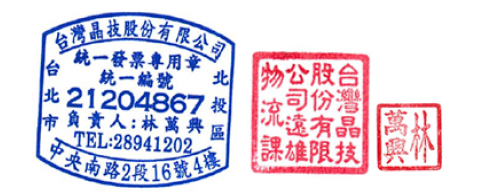 台灣晶技股份有限公司
統一發票專用章
統一編號
21204867
負責人：林萬興
TEL:28941202
台北市
北投區
中央南路2段16號4樓
台灣晶技
股份有限
公司遠雄
物流課
林
萬興